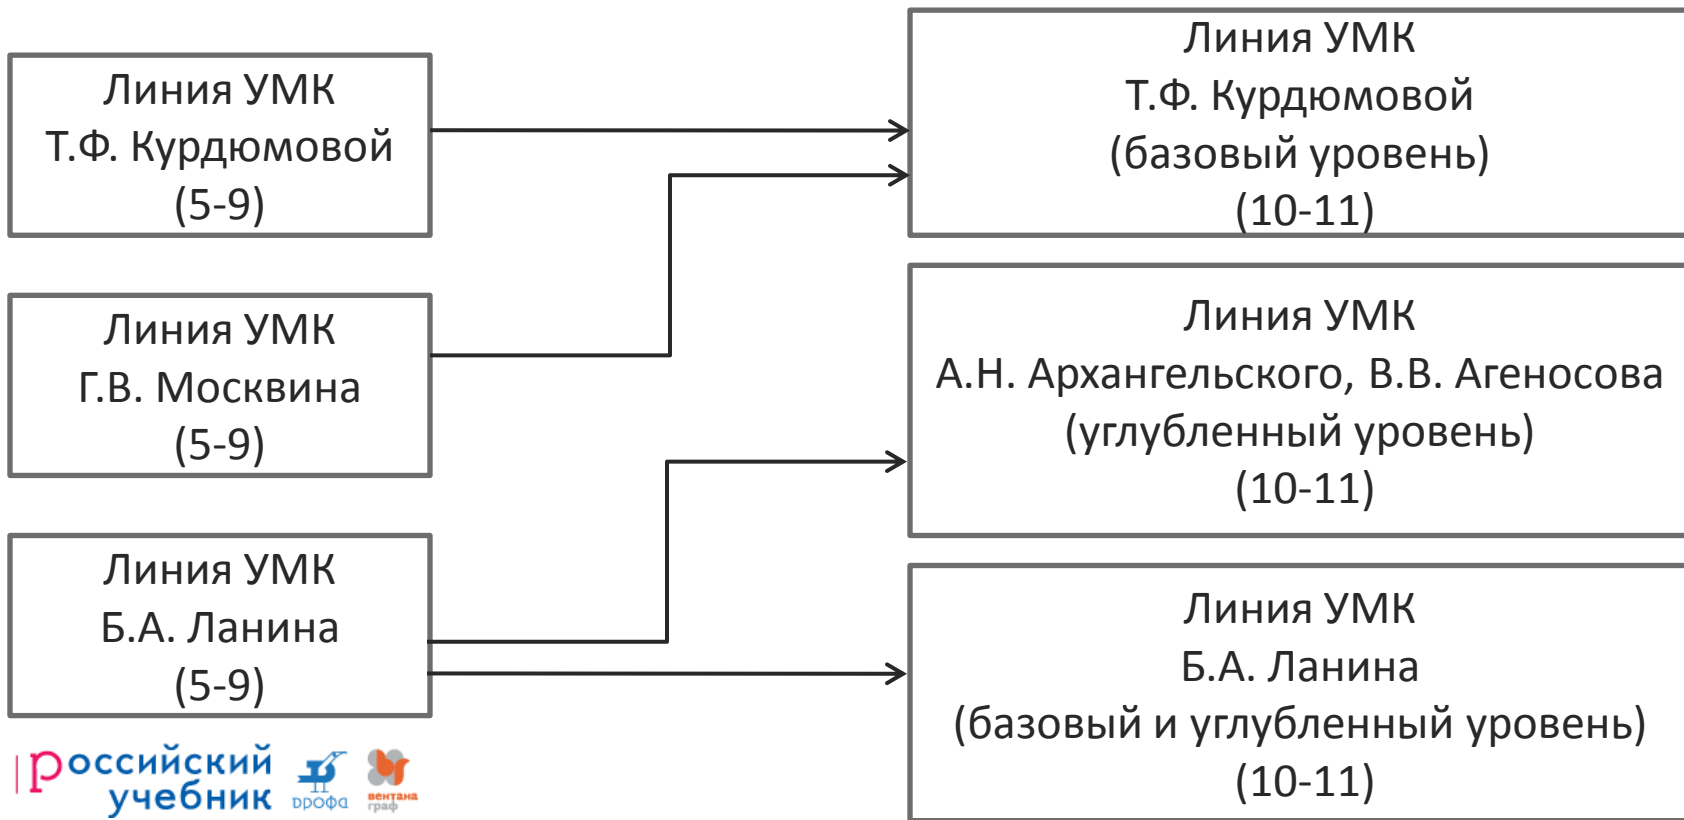 Линия УМК
Т.Ф. Курдюмовой
(5-9)
Линия УМК
Г.В. Москвина
(5-9)
Линия УМК
Б.А. Ланина
(5-9)
Линия УМК
Т.Ф. Курдюмовой
(базовый уровень)
(10-11)
Линия УМК
А.Н. Архангельского, В.В. Агеносова
(углубленный уровень)
(10-11)
Линия УМК
Б.А. Ланина
(базовый и углубленный уровень)
(10-11)
российский
учебник
дрофа
вентана
граф